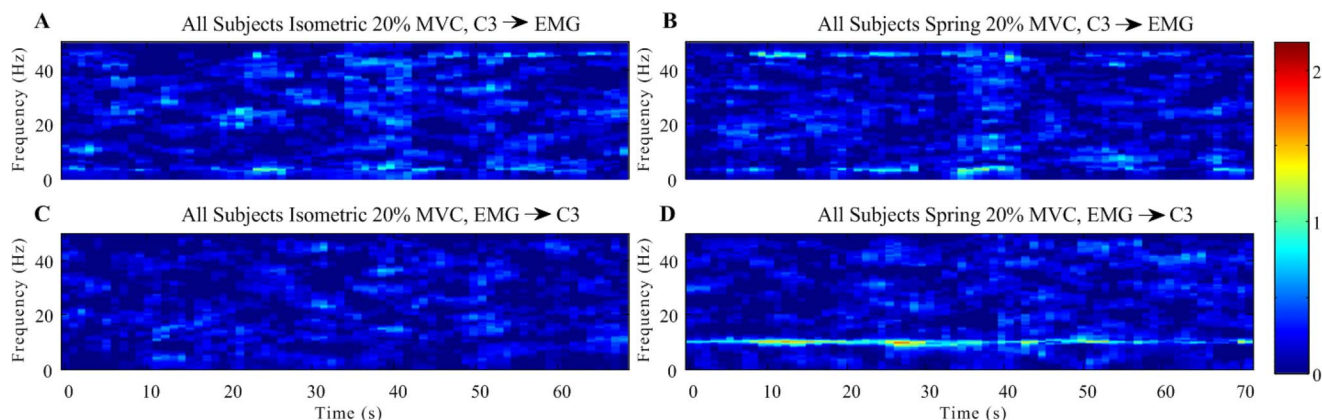 A All Subjects Isometric 20% MVC, C3 → EMG
Frequency (Hz)
40
20
0
B All Subjects Spring 20% MVC, C3 → EMG
Frequency (Hz)
40
20
0
C All Subjects Isometric 20% MVC, EMG → C3
Frequency (Hz)
40
20
0
0 10 20 30 40 50 60
Time (s)
D All Subjects Spring 20% MVC, EMG → C3
Frequency (Hz)
40
20
0
0 10 20 30 40 50 60 70
Time (s)
2
1
0